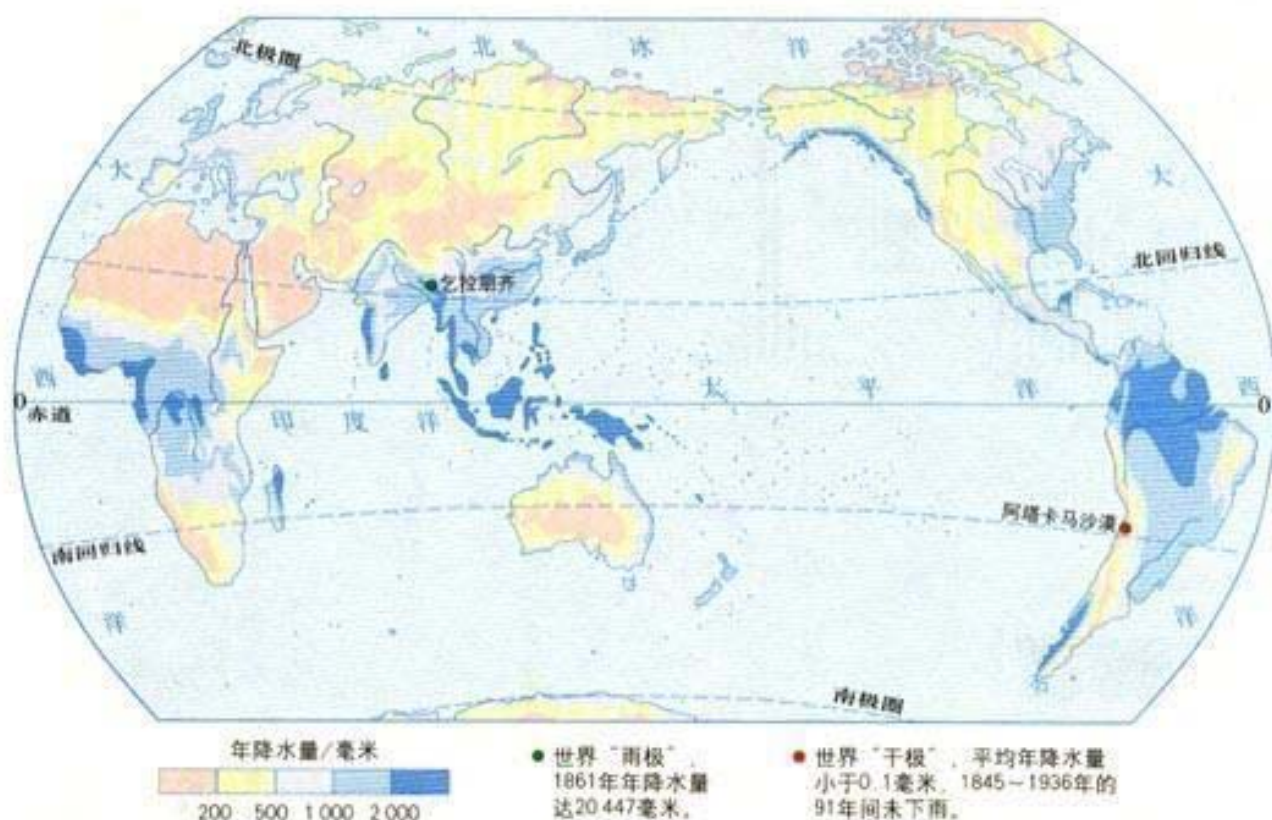 北极圈
北 冰 洋
大
大
北回归线
乞拉朋齐
西
太 平 洋
西
0
赤道
0
印 度 洋
阿塔卡马沙漠
南回归线
洋
洋
南极圈
年降水量/毫米
200 500 1 000 2 000
世界“雨极”，
1861年年降水量
达20 447毫米。
世界“干极”，平均年降水量
小于0.1毫米，1845～1936年的
91年间未下雨。